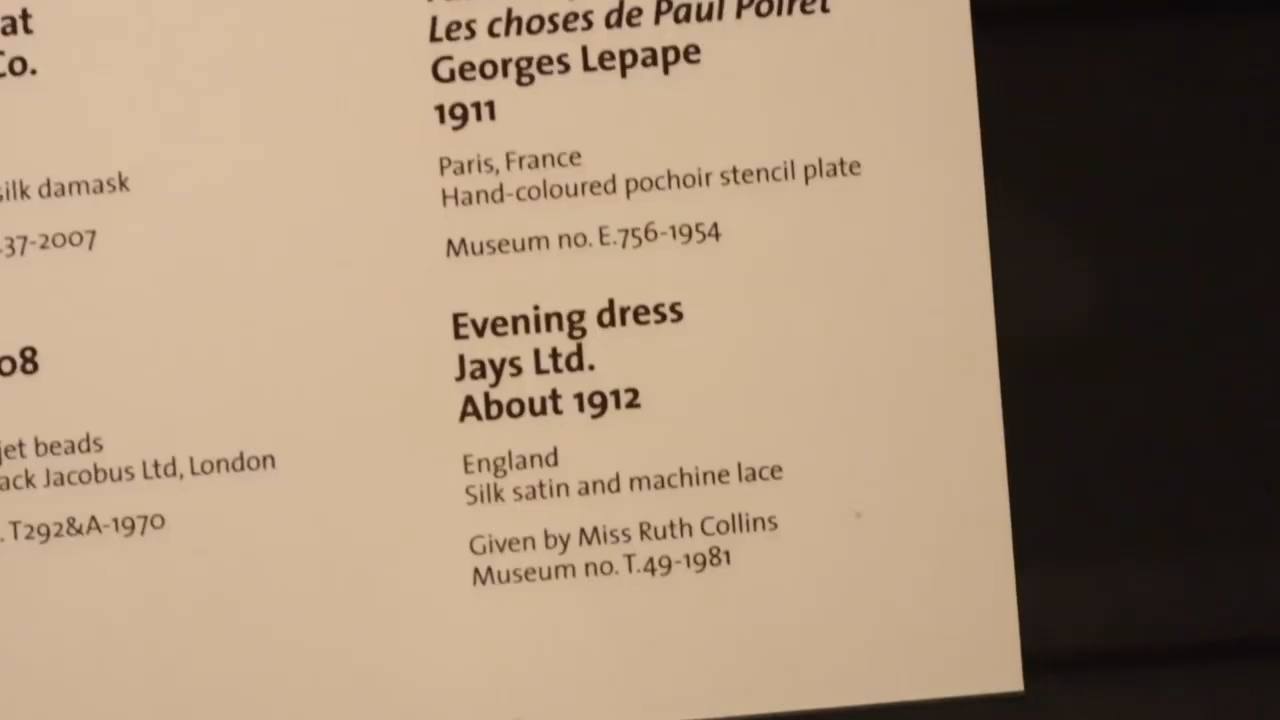 at
Co.
silk damask
37-2007
08
jet beads
ack Jacobus Ltd, London
. T292&A-1970
Les choses de Paul Poiret
Georges Lepape
1911
Paris, France
Hand-coloured pochoir stencil plate
Museum no. E.756-1954
Evening dress
Jays Ltd.
About 1912
England
Silk satin and machine lace
Given by Miss Ruth Collins
Museum no. T.49-1981